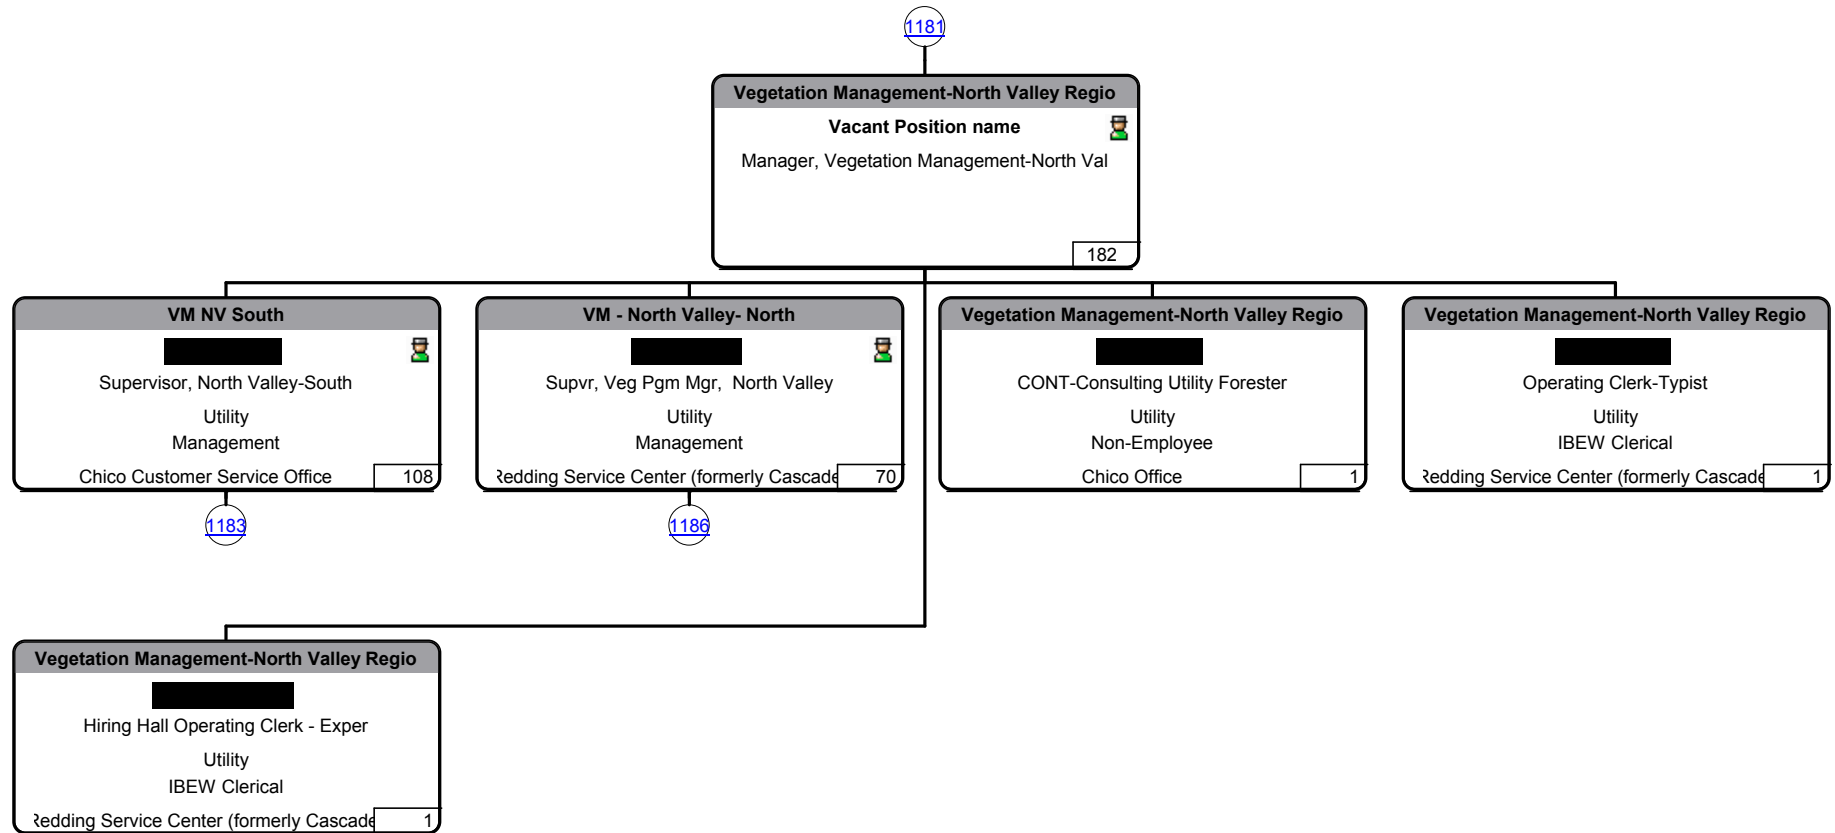 1181
Vegetation Management-North Valley Regio
Vacant Position name
Manager, Vegetation Management-North Val
182
VM NV South
Supervisor, North Valley-South
Utility
Management
Chico Customer Service Office
108
1183
VM - North Valley- North
Supvr, Veg Pgm Mgr, North Valley
Utility
Management
Redding Service Center (formerly Cascade
70
1186
Vegetation Management-North Valley Regio
CONT-Consulting Utility Forester
Utility
Non-Employee
Chico Office
1
Vegetation Management-North Valley Regio
Operating Clerk-Typist
Utility
IBEW Clerical
Redding Service Center (formerly Cascade
1
Vegetation Management-North Valley Regio
Hiring Hall Operating Clerk - Exper
Utility
IBEW Clerical
Redding Service Center (formerly Cascade
1